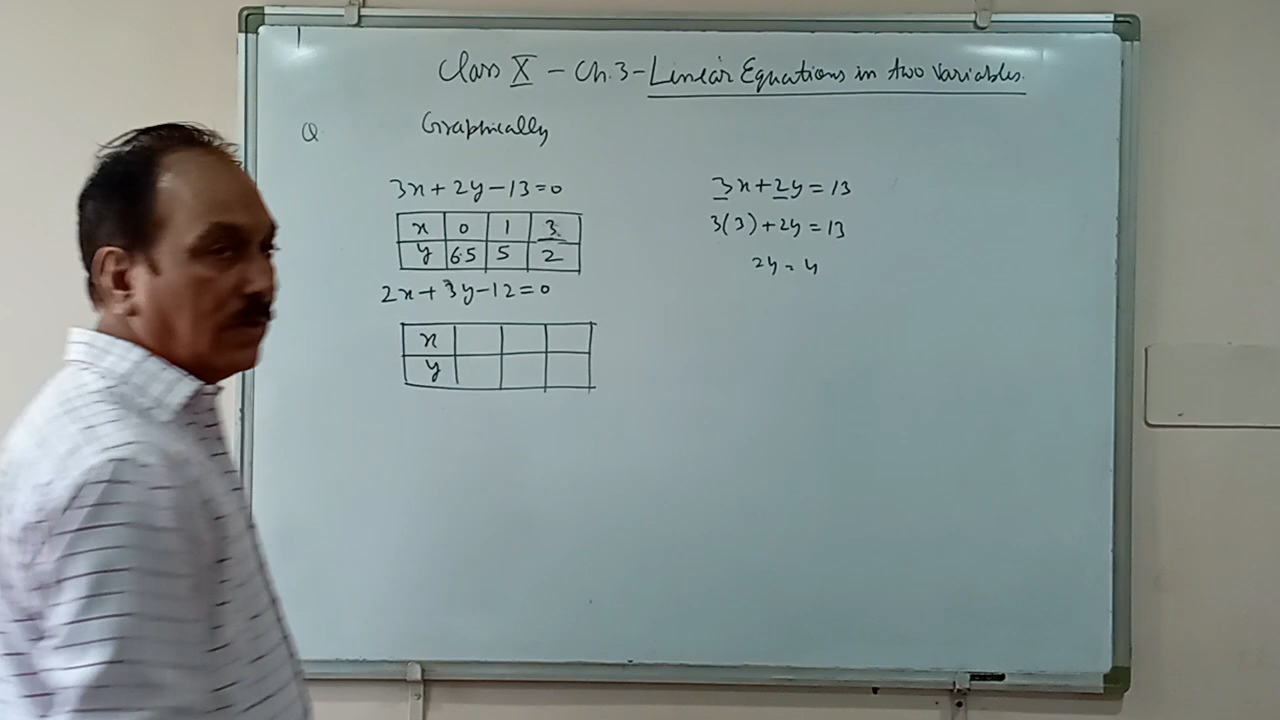 Class X - Ch.3 - Linear Equations in two variables.
Q Graphically
3x + 2y - 13 = 0
x 0 1 3
y 6.5 5 2
2x + 3y - 12 = 0
x
y
3x + 2y = 13
3(3) + 2y = 13
2y = 4